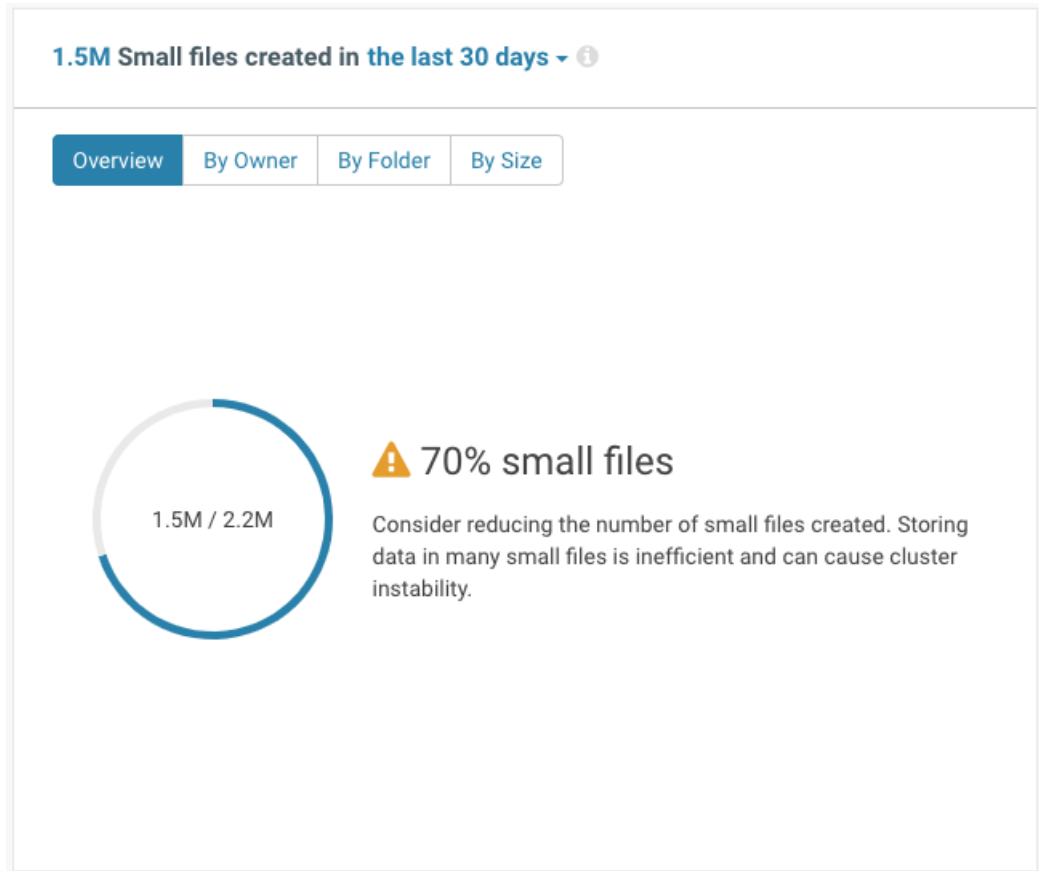 1.5M Small files created in the last 30 days
Overview By Owner By Folder By Size
70% small files
1.5M / 2.2M
Consider reducing the number of small files created. Storing
data in many small files is inefficient and can cause cluster
instability.